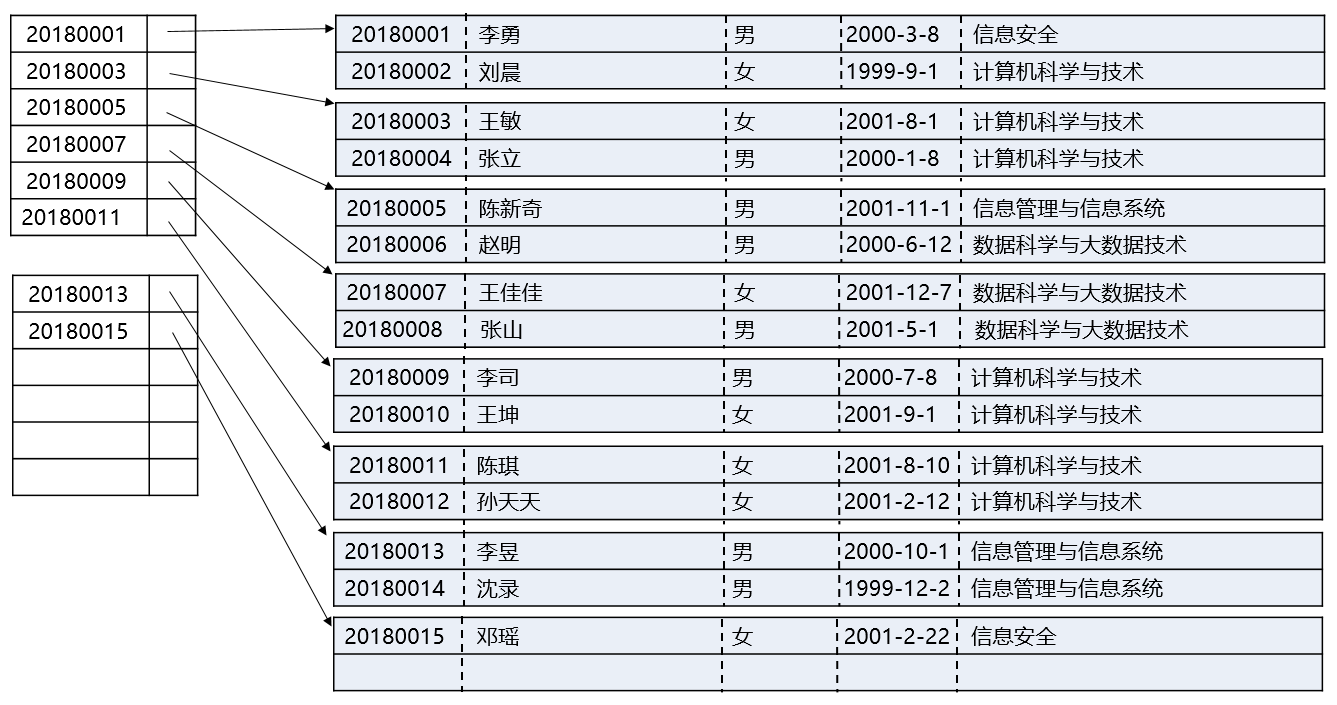 20180001
20180003
20180005
20180007
20180009
20180011
20180013
20180015
20180001 李勇 男 2000-3-8 信息安全
20180002 刘晨 女 1999-9-1 计算机科学与技术
20180003 王敏 女 2001-8-1 计算机科学与技术
20180004 张立 男 2000-1-8 计算机科学与技术
20180005 陈新奇 男 2001-11-1 信息管理与信息系统
20180006 赵明 男 2000-6-12 数据科学与大数据技术
20180007 王佳佳 女 2001-12-7 数据科学与大数据技术
20180008 张山 男 2001-5-1 数据科学与大数据技术
20180009 李司 男 2000-7-8 计算机科学与技术
20180010 王坤 女 2001-9-1 计算机科学与技术
20180011 陈琪 女 2001-8-10 计算机科学与技术
20180012 孙天天 女 2001-2-12 计算机科学与技术
20180013 李昱 男 2000-10-1 信息管理与信息系统
20180014 沈录 男 1999-12-2 信息管理与信息系统
20180015 邓瑶 女 2001-2-22 信息安全